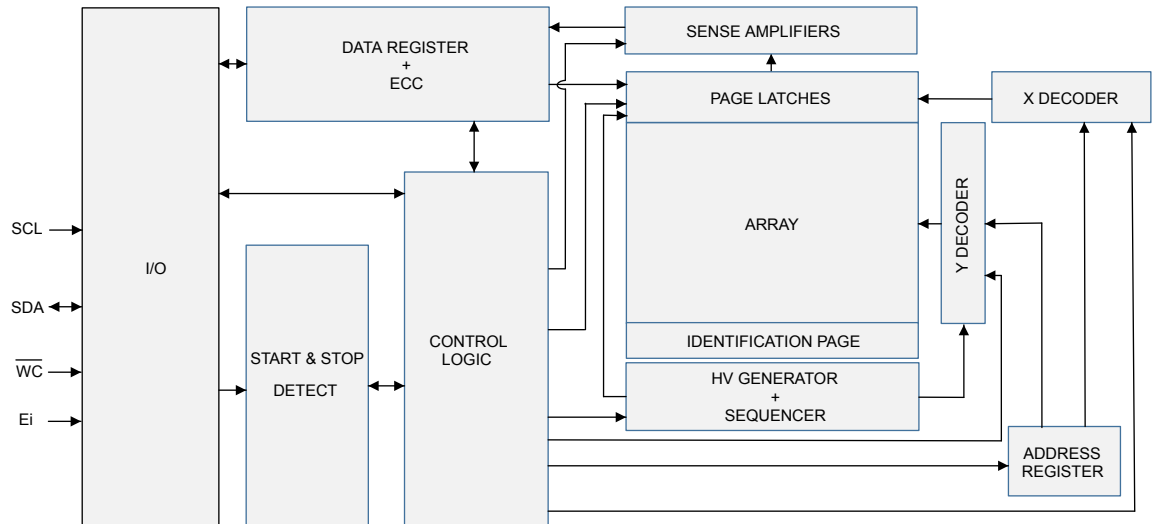 DATA REGISTER
+
ECC
SENSE AMPLIFIERS
PAGE LATCHES
X DECODER
ARRAY
Y DECODER
IDENTIFICATION PAGE
HV GENERATOR
+
SEQUENCER
ADDRESS
REGISTER
SCL
SDA
W̅C̅
Ei
I/O
START & STOP
DETECT
CONTROL
LOGIC